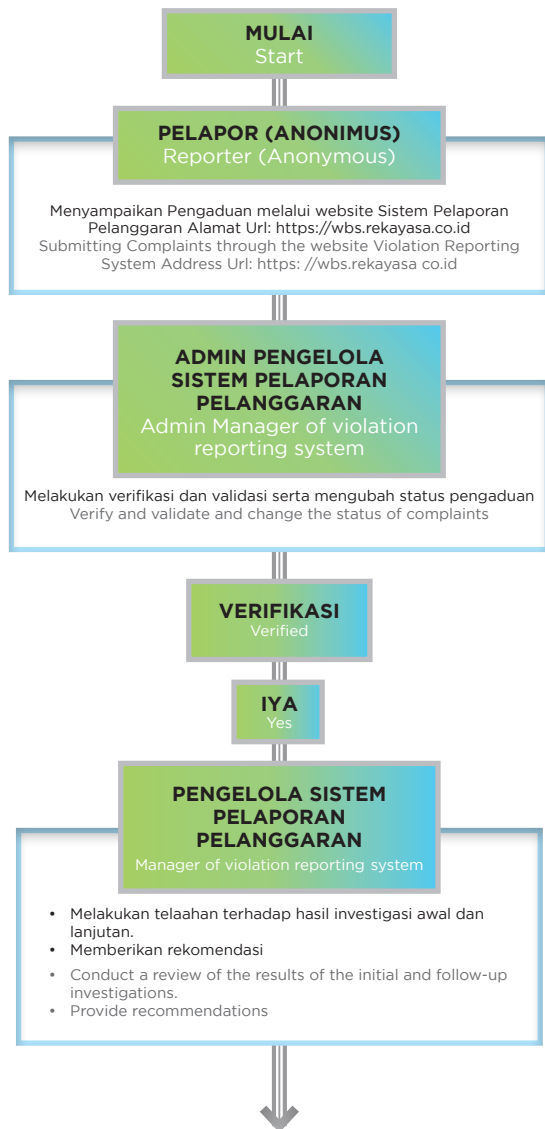 MULAI
Start
PELAPOR (ANONIMUS)
Reporter (Anonymous)
Menyampaikan Pengaduan melalui website Sistem Pelaporan
Pelanggaran Alamat Url: https://wbs.rekayasa.co.id
Submitting Complaints through the website Violation Reporting
System Address Url: https: //wbs.rekayasa co.id
ADMIN PENGELOLA
SISTEM PELAPORAN
PELANGGARAN
Admin Manager of violation
reporting system
Melakukan verifikasi dan validasi serta mengubah status pengaduan
Verify and validate and change the status of complaints
VERIFIKASI
Verified
IYA
Yes
PENGELOLA SISTEM
PELAPORAN
PELANGGARAN
Manager of violation reporting system
• Melakukan telaahan terhadap hasil investigasi awal dan
lanjutan.
• Memberikan rekomendasi
• Conduct a review of the results of the initial and follow-up
investigations.
• Provide recommendations